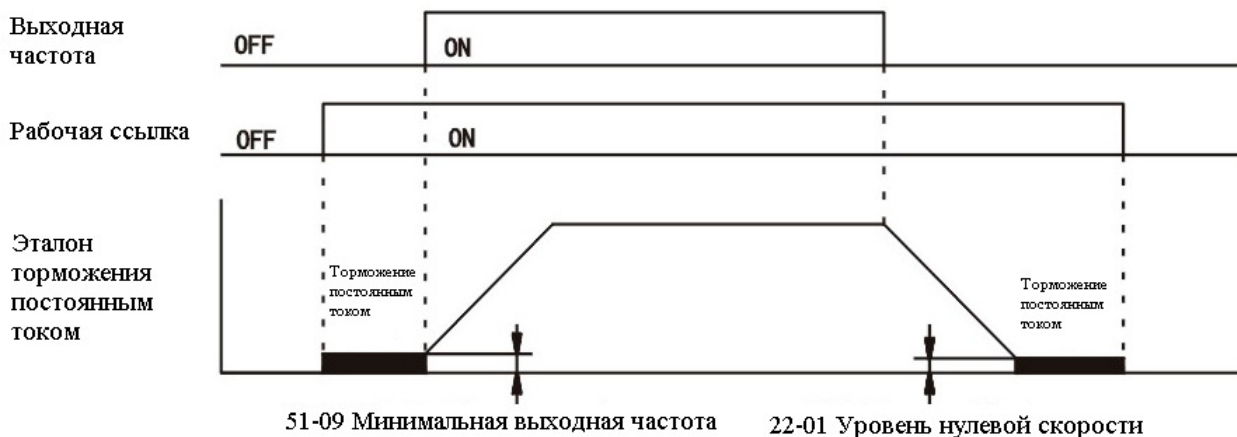 Выходная
частота
OFF
ON
Рабочая ссылка
OFF
ON
Эталон
торможения
постоянным
током
Торможение
постоянным
током
Торможение
постоянным
током
51-09 Минимальная выходная частота
22-01 Уровень нулевой скорости